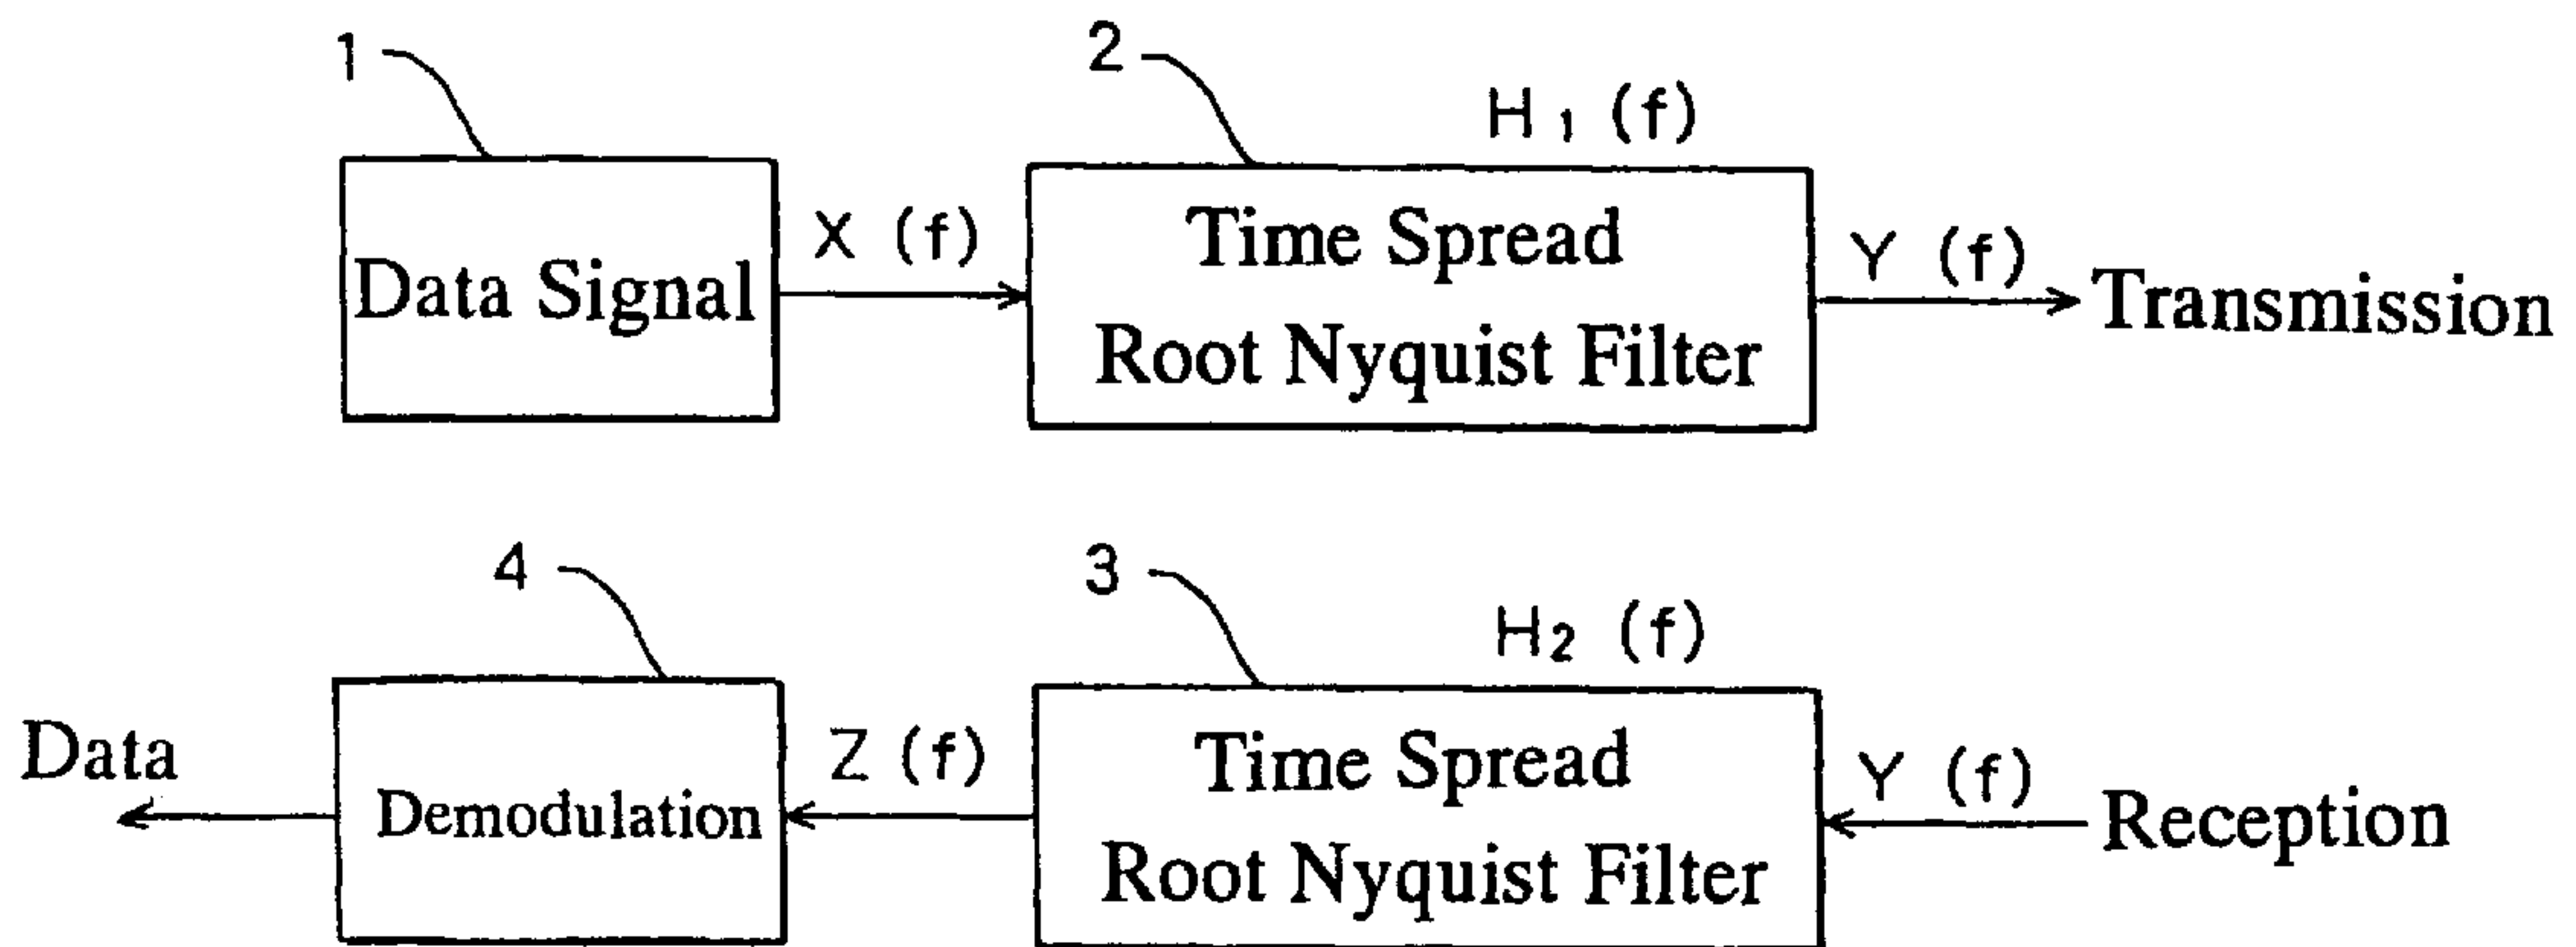 1
2
H₁ (f)
Data Signal
X (f)
Time Spread
Root Nyquist Filter
Y (f)
Transmission
4
3
H₂ (f)
Data
Demodulation
Z (f)
Time Spread
Root Nyquist Filter
Y (f)
Reception